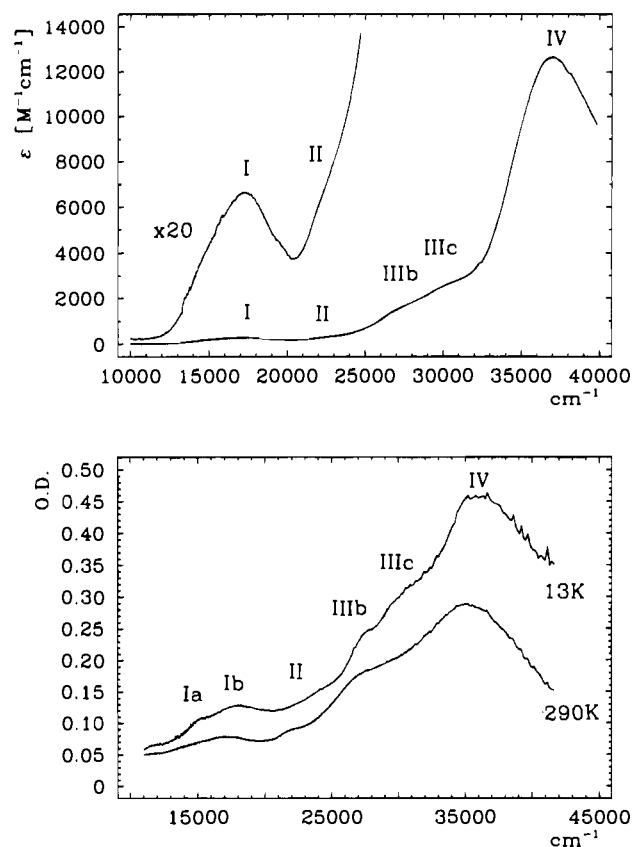 ε [M⁻¹cm⁻¹]
14000
12000
10000
8000
6000
4000
2000
0
I
II
x20
I
II
IIIb
IIIc
IV
10000 15000 20000 25000 30000 35000 40000
cm⁻¹
O.D.
0.50
0.45
0.40
0.35
0.30
0.25
0.20
0.15
0.10
0.05
0
Ia
Ib
II
IIIb
IIIc
IV
13K
290K
15000 25000 35000 45000
cm⁻¹